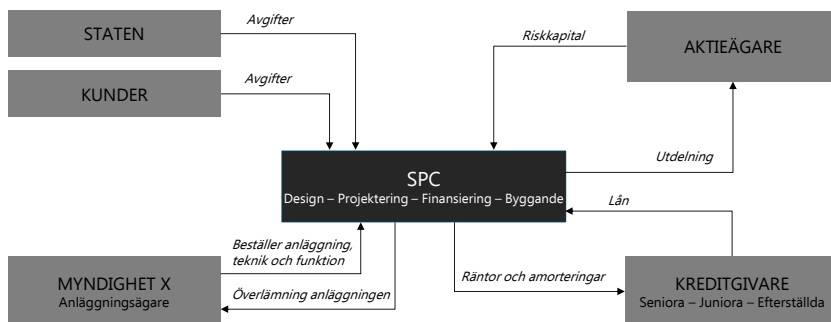 Avgifter
STATEN
Riskkapital
AKTIEÄGARE
Avgifter
KUNDER
Utdelning
SPC
Design – Projektering – Finansiering – Byggande
Lån
Beställer anläggning,
teknik och funktion
MYNDIGHET X
Anläggningsägare
Räntor och amorteringar
KREDITGIVARE
Seniora – Juniora – Efterställda
Överlämning anläggningen